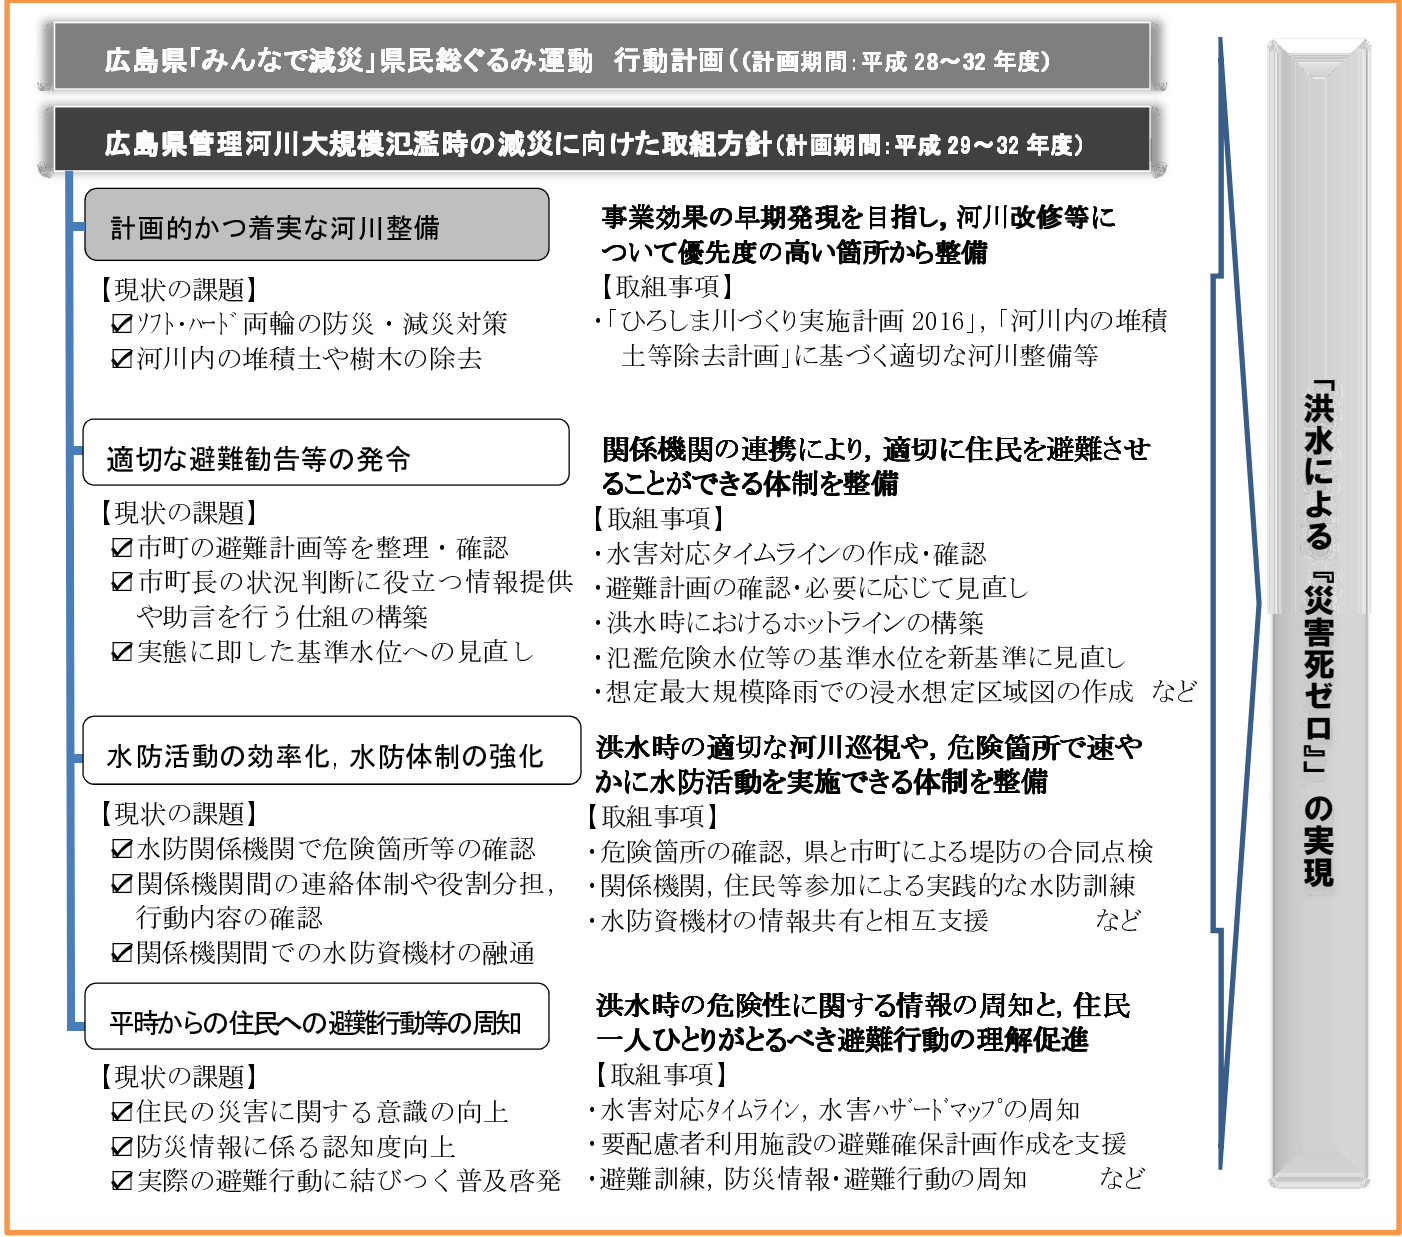 広島県「みんなで減災」県民総ぐるみ運動　行動計画（（計画期間：平成 28～32 年度）
広島県管理河川大規模氾濫時の減災に向けた取組方針（計画期間：平成 29～32 年度）
計画的かつ着実な河川整備
【現状の課題】
☑ｿﾌﾄ・ﾊｰﾄﾞ両輪の防災・減災対策
☑河川内の堆積土や樹木の除去
事業効果の早期発現を目指し，河川改修等に
ついて優先度の高い箇所から整備
【取組事項】
・「ひろしま川づくり実施計画 2016」，「河川内の堆積
土等除去計画」に基づく適切な河川整備等
適切な避難勧告等の発令
【現状の課題】
☑市町の避難計画等を整理・確認
☑市町長の状況判断に役立つ情報提供
や助言を行う仕組の構築
☑実態に即した基準水位への見直し
関係機関の連携により，適切に住民を避難させ
ることができる体制を整備
【取組事項】
・水害対応タイムラインの作成・確認
・避難計画の確認・必要に応じて見直し
・洪水時におけるホットラインの構築
・氾濫危険水位等の基準水位を新基準に見直し
・想定最大規模降雨での浸水想定区域図の作成　など
水防活動の効率化，水防体制の強化
【現状の課題】
☑水防関係機関で危険箇所等の確認
☑関係機関間の連絡体制や役割分担，
行動内容の確認
☑関係機関間での水防資機材の融通
洪水時の適切な河川巡視や，危険箇所で速や
かに水防活動を実施できる体制を整備
【取組事項】
・危険箇所の確認，県と市町による堤防の合同点検
・関係機関，住民等参加による実践的な水防訓練
・水防資機材の情報共有と相互支援　　　　など
平時からの住民への避難行動等の周知
【現状の課題】
☑住民の災害に関する意識の向上
☑防災情報に係る認知度向上
☑実際の避難行動に結びつく普及啓発
洪水時の危険性に関する情報の周知と，住民
一人ひとりがとるべき避難行動の理解促進
【取組事項】
・水害対応ﾀｲﾑﾗｲﾝ，水害ﾊｻﾞｰﾄﾞﾏｯﾌﾟの周知
・要配慮者利用施設の避難確保計画作成を支援
・避難訓練，防災情報・避難行動の周知　　　など
「洪水による『災害死ゼロ』」の実現